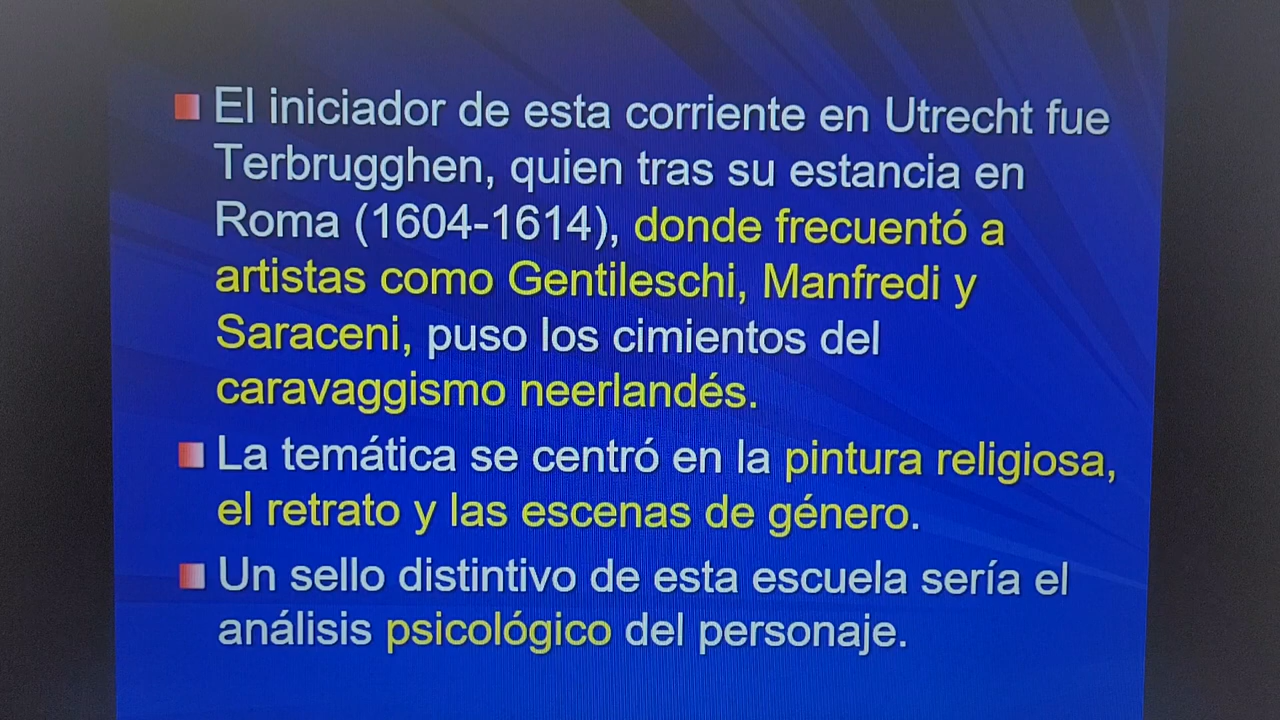 El iniciador de esta corriente en Utrecht fue
Terbrugghen, quien tras su estancia en
Roma (1604-1614), donde frecuentó a
artistas como Gentileschi, Manfredi y
Saraceni, puso los cimientos del
caravaggismo neerlandés.
La temática se centró en la pintura religiosa,
el retrato y las escenas de género.
Un sello distintivo de esta escuela sería el
análisis psicológico del personaje.